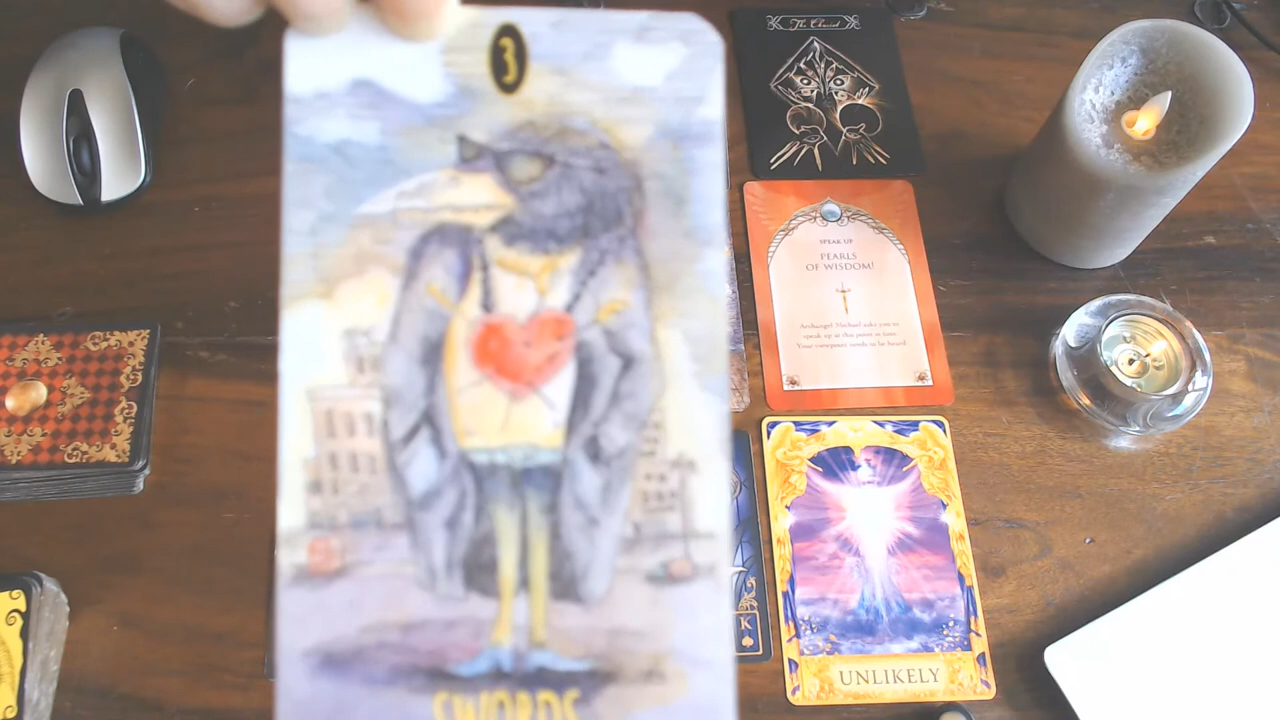 3
SWORDS
The Chariot
SPEAK UP
PEARLS
OF WISDOM!
Archangel Michael asks you to
speak up at this point in time.
Your viewpoint needs to be heard.
K
UNLIKELY